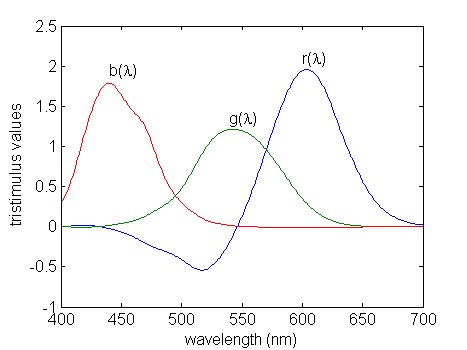 2.5
2
1.5
1
0.5
0
-0.5
-1
tristimulus values
b(λ)
g(λ)
r(λ)
400 450 500 550 600 650 700
wavelength (nm)